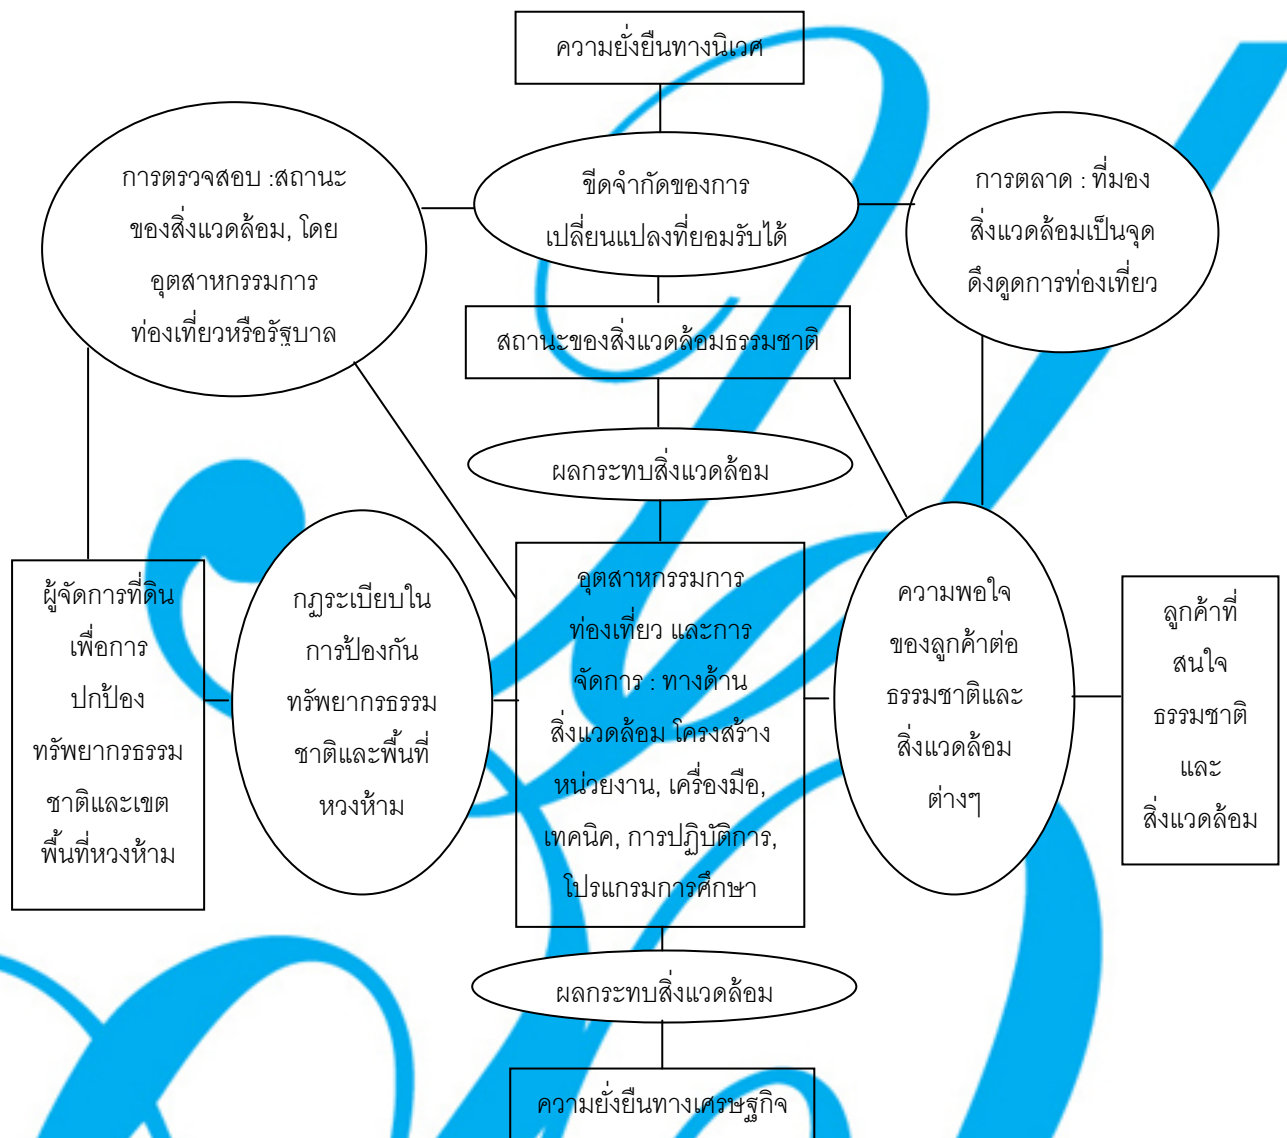 ความยั่งยืนทางนิเวศ
การตรวจสอบ :สถานะ
ของสิ่งแวดล้อม, โดย
อุตสาหกรรมการ
ท่องเที่ยวหรือรัฐบาล
ขีดจำกัดของการ
เปลี่ยนแปลงที่ยอมรับได้
การตลาด : ที่มอง
สิ่งแวดล้อมเป็นจุด
ดึงดูดการท่องเที่ยว
สถานะของสิ่งแวดล้อมธรรมชาติ
ผลกระทบสิ่งแวดล้อม
ผู้จัดการที่ดิน
เพื่อการ
ปกป้อง
ทรัพยากรธรรม
ชาติและเขต
พื้นที่หวงห้าม
กฏระเบียบใน
การป้องกัน
ทรัพยากรธรรม
ชาติและพื้นที่
หวงห้าม
อุตสาหกรรมการ
ท่องเที่ยว และการ
จัดการ : ทางด้าน
สิ่งแวดล้อม โครงสร้าง
หน่วยงาน, เครื่องมือ,
เทคนิค, การปฏิบัติการ,
โปรแกรมการศึกษา
ความพอใจ
ของลูกค้าต่อ
ธรรมชาติและ
สิ่งแวดล้อม
ต่างๆ
ลูกค้าที่
สนใจ
ธรรมชาติ
และ
สิ่งแวดล้อม
ผลกระทบสิ่งแวดล้อม
ความยั่งยืนทางเศรษฐกิจ